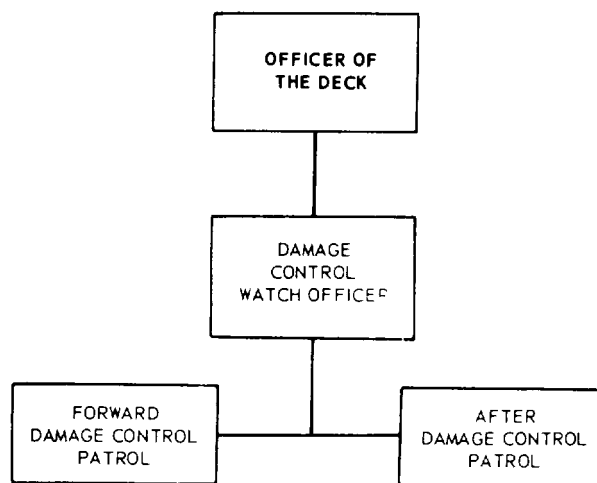 OFFICER OF
THE DECK
DAMAGE
CONTROL
WATCH OFFICER
FORWARD
DAMAGE CONTROL
PATROL
AFTER
DAMAGE CONTROL
PATROL